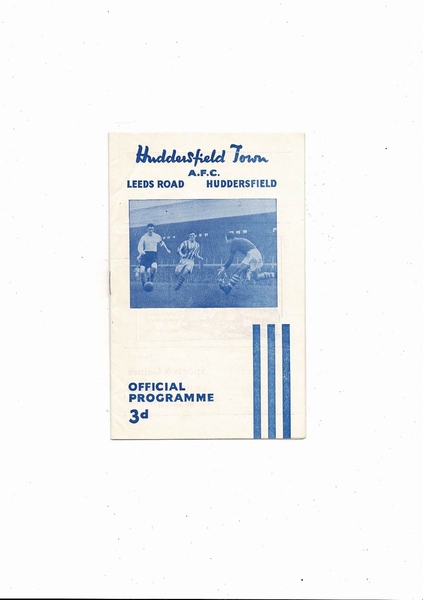 Huddersfield Town
A.F.C.
LEEDS ROAD HUDDERSFIELD
OFFICIAL
PROGRAMME
3d